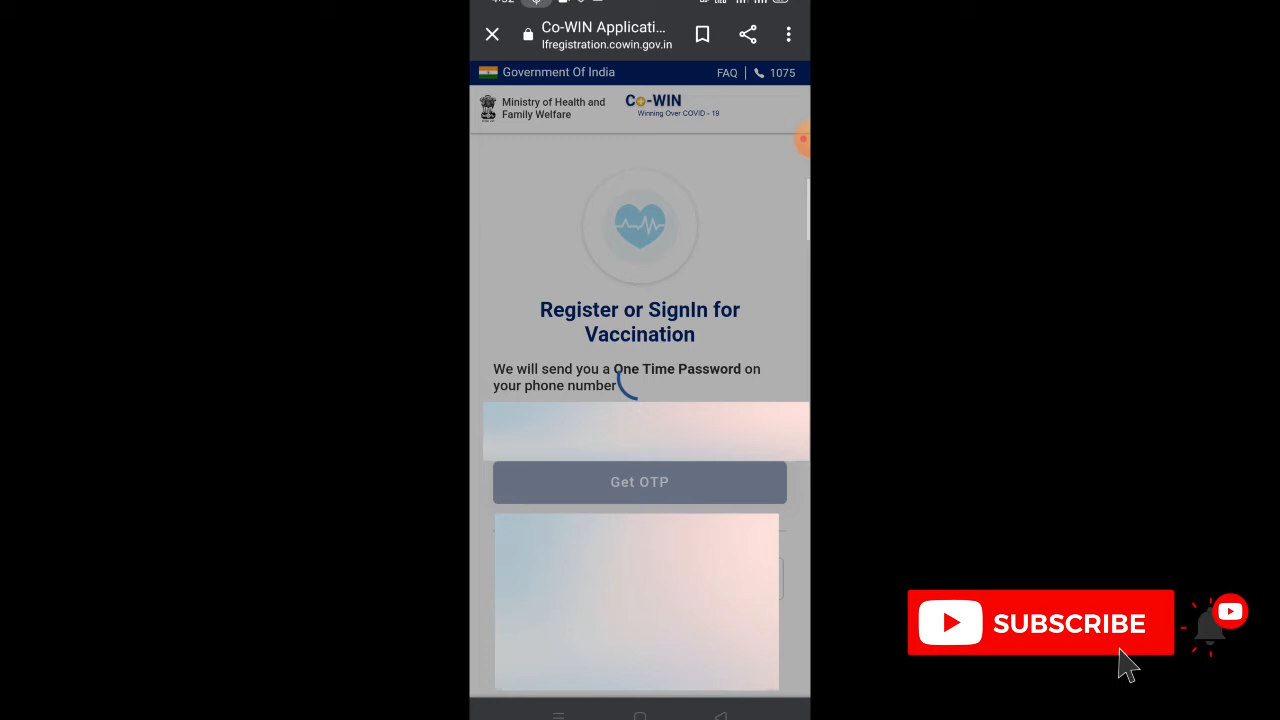 Co-WIN Applicati...
lfregistration.cowin.gov.in
Government Of India
FAQ | 1075
Ministry of Health and
Family Welfare
Co-WIN
Winning Over COVID - 19
Register or SignIn for
Vaccination
We will send you a One Time Password on
your phone number
Get OTP
SUBSCRIBE